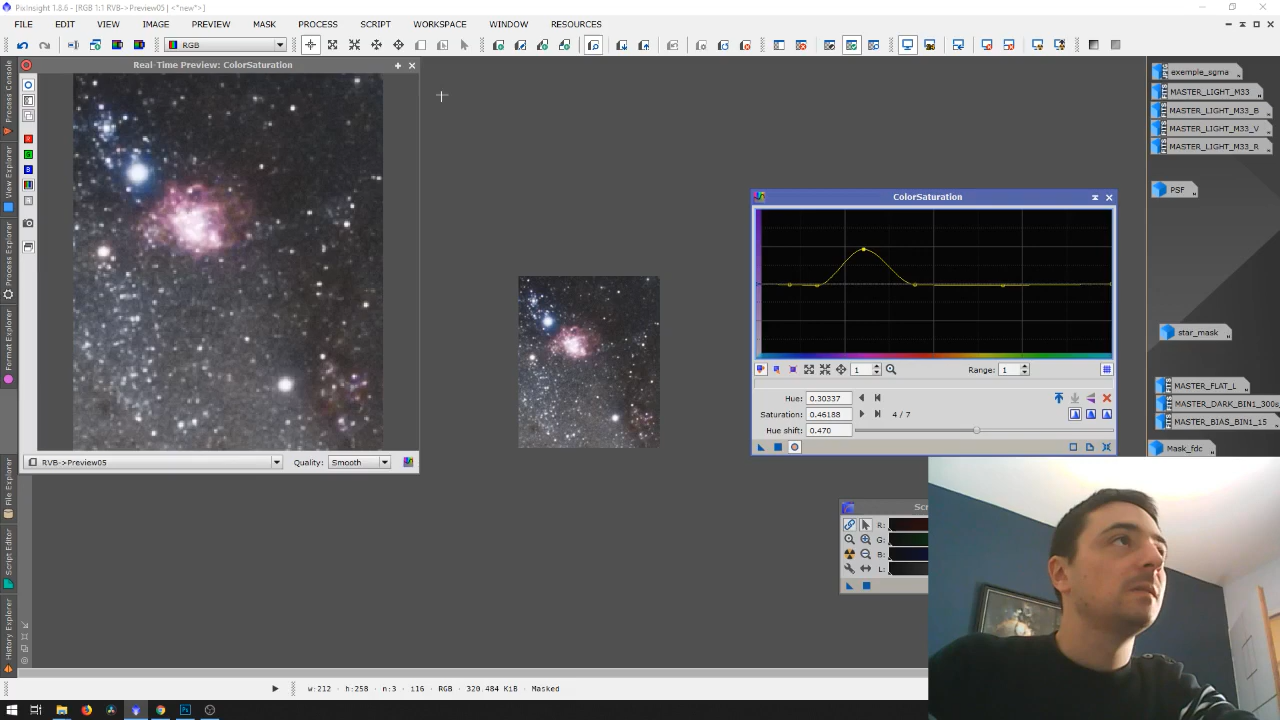 PixInsight 1.8.6 - [RGB 1:1 RVB->Preview05 | <*new*>]
FILE EDIT VIEW IMAGE PREVIEW MASK PROCESS SCRIPT WORKSPACE WINDOW RESOURCES
RGB
Process Console
View Explorer
Process Explorer
Format Explorer
File Explorer
Script Editor
History Explorer
Real-Time Preview: ColorSaturation
RVB->Preview05
Quality: Smooth
ColorSaturation
1 Range: 1
Hue: 0.30337
Saturation: 0.46188 4 / 7
Hue shift: 0.470
R:
G:
B:
L:
exemple_sgma
MASTER_LIGHT_M33
MASTER_LIGHT_M33_B
MASTER_LIGHT_M33_V
MASTER_LIGHT_M33_R
PSF
star_mask
MASTER_FLAT_L
MASTER_DARK_BIN1_300s
MASTER_BIAS_BIN1_15
Mask_fdc
w:212 · h:258 · n:3 · i16 · RGB · 320.484 KiB · Masked